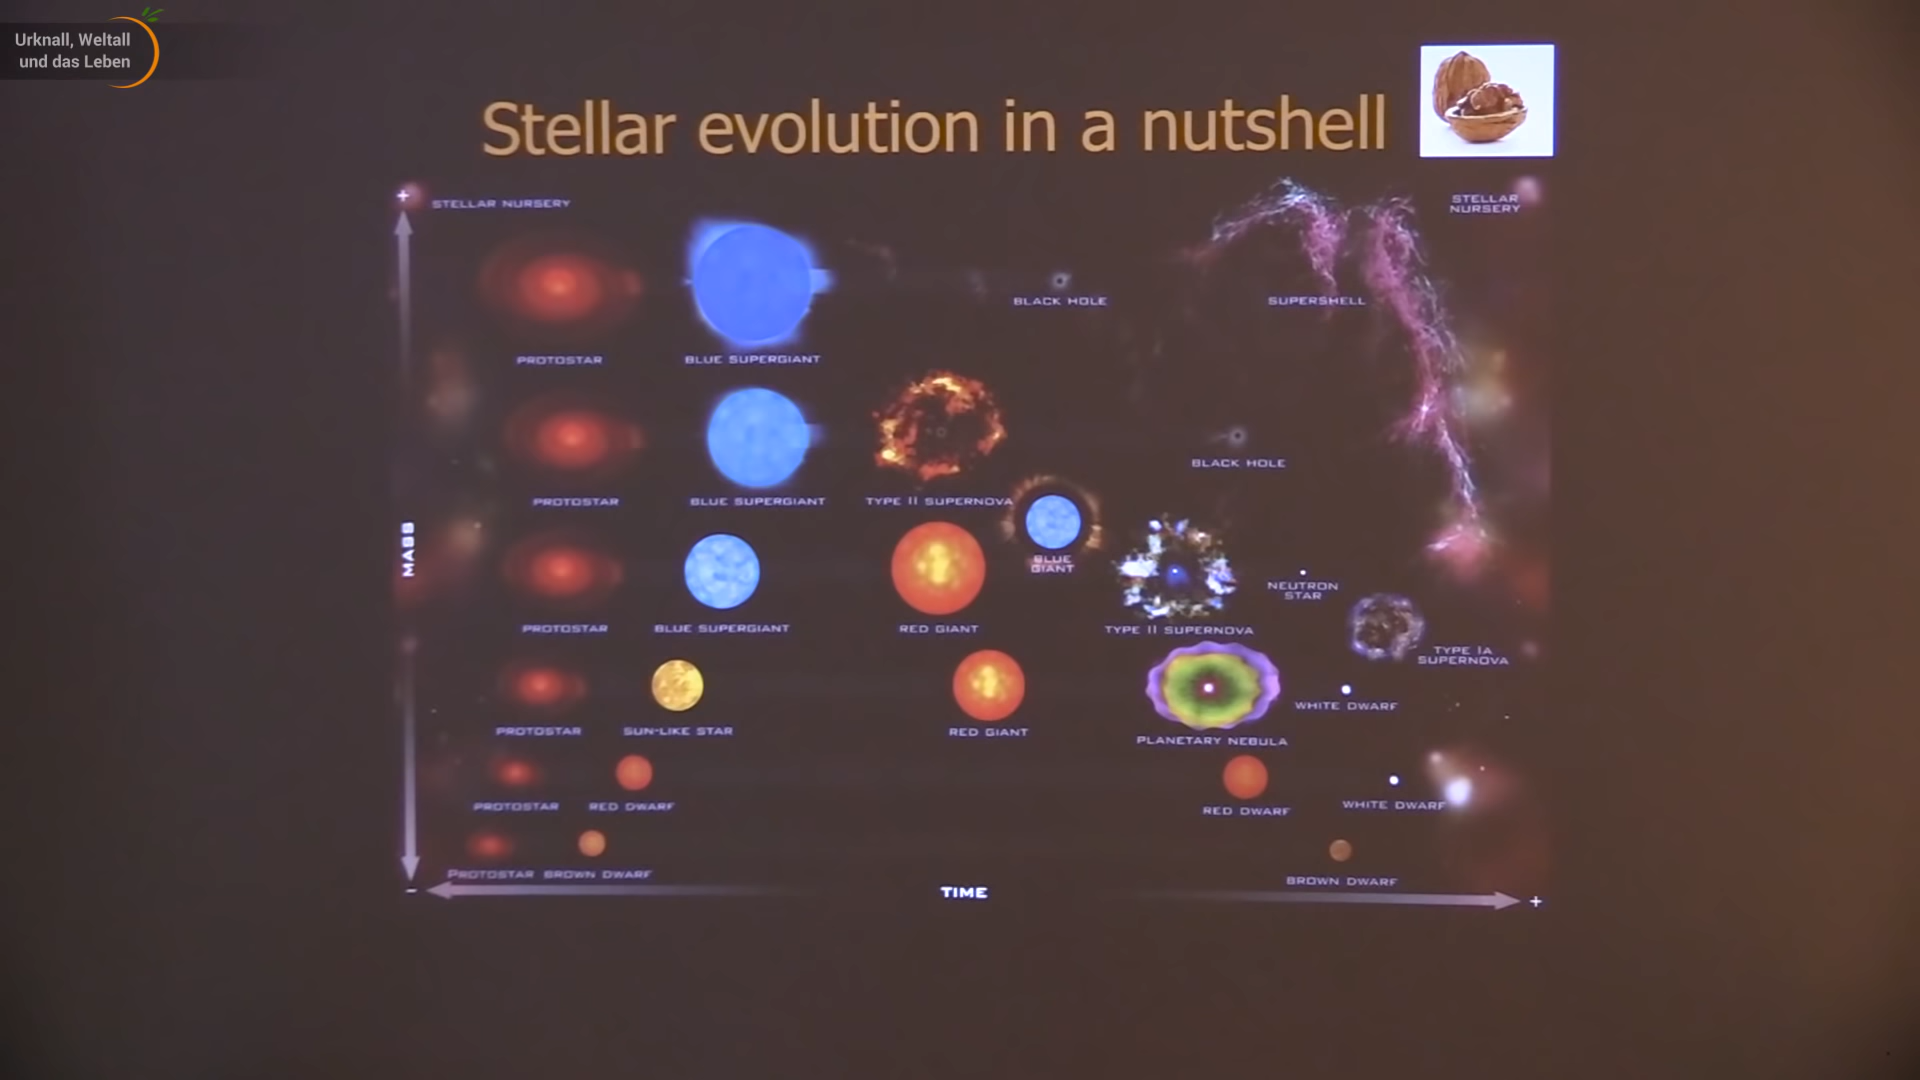 Urknall, Weltall
und das Leben
Stellar evolution in a nutshell
+
STELLAR NURSERY
STELLAR
NURSERY
BLACK HOLE
SUPERSHELL
PROTOSTAR
BLUE SUPERGIANT
BLACK HOLE
PROTOSTAR
BLUE SUPERGIANT
TYPE II SUPERNOVA
MASS
BLUE
GIANT
NEUTRON
STAR
PROTOSTAR
BLUE SUPERGIANT
RED GIANT
TYPE II SUPERNOVA
TYPE IA
SUPERNOVA
WHITE DWARF
PROTOSTAR
SUN-LIKE STAR
RED GIANT
PLANETARY NEBULA
PROTOSTAR
RED DWARF
RED DWARF
WHITE DWARF
PROTOSTAR
BROWN DWARF
BROWN DWARF
-
TIME
+